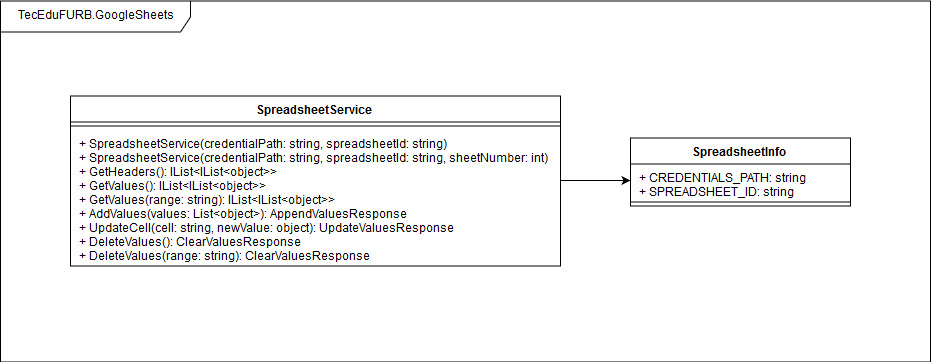 TecEduFURB.GoogleSheets
SpreadsheetService
+ SpreadsheetService(credentialPath: string, spreadsheetId: string)
+ SpreadsheetService(credentialPath: string, spreadsheetId: string, sheetNumber: int)
+ GetHeaders(): IList<IList<object>>
+ GetValues(): IList<IList<object>>
+ GetValues(range: string): IList<IList<object>>
+ AddValues(values: List<object>): AppendValuesResponse
+ UpdateCell(cell: string, newValue: object): UpdateValuesResponse
+ DeleteValues(): ClearValuesResponse
+ DeleteValues(range: string): ClearValuesResponse
SpreadsheetInfo
+ CREDENTIALS_PATH: string
+ SPREADSHEET_ID: string